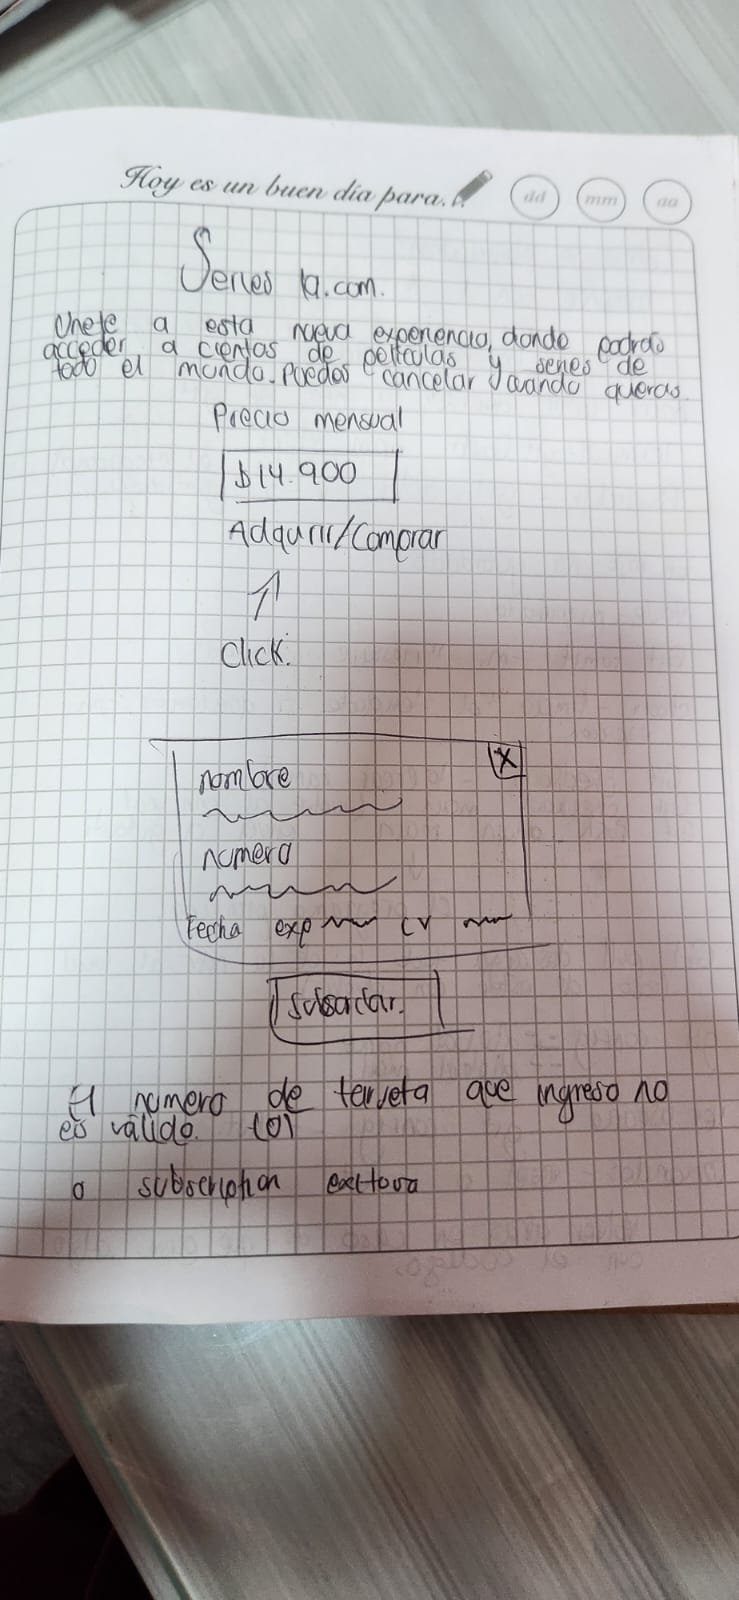 Hoy es un buen día para...
dd mm aa
Series la.com.
Unete a esta nueva experiencia, donde podrás
acceder a cientos de películas y series de
todo el mundo. Puedes cancelar cuando queras.
Precio mensual
$14.900
Adquirir/Comprar
Click.
X
nombre
numero
Fecha exp cv
Subscribir.
El numero de tarjeta que ingreso no
es válido. (o)
o subscription exitosa